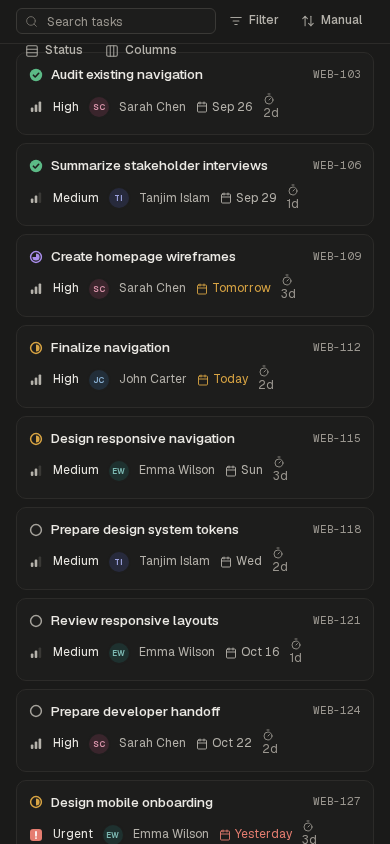 Search tasks Filter Manual
Status Columns
Audit existing navigation WEB-103
High SC Sarah Chen Sep 26 2d
Summarize stakeholder interviews WEB-106
Medium TI Tanjim Islam Sep 29 1d
Create homepage wireframes WEB-109
High SC Sarah Chen Tomorrow 3d
Finalize navigation WEB-112
High JC John Carter Today 2d
Design responsive navigation WEB-115
Medium EW Emma Wilson Sun 3d
Prepare design system tokens WEB-118
Medium TI Tanjim Islam Wed 2d
Review responsive layouts WEB-121
Medium EW Emma Wilson Oct 16 1d
Prepare developer handoff WEB-124
High SC Sarah Chen Oct 22 2d
Design mobile onboarding WEB-127
Urgent EW Emma Wilson Yesterday 3d